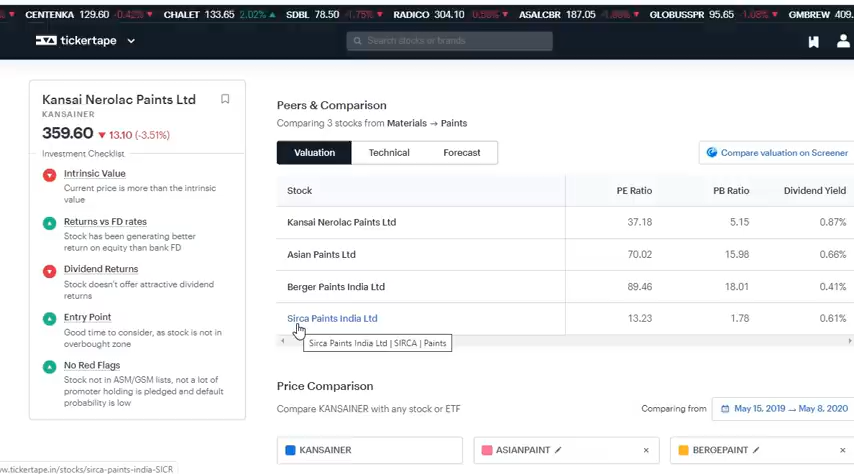 CENTENKA 129.60 -0.42% CHALET 133.65 2.02% SDBL 78.50 -1.75% RADICO 304.10 -0.98% ASALCBR 187.05 GLOBUSSPR 95.65 -1.08% GMBREW 409.
tickertape
Search stocks or brands
Kansai Nerolac Paints Ltd
KANSAINER
359.60 13.10 (-3.51%)
Investment Checklist
Intrinsic Value
Current price is more than the intrinsic
value
Returns vs FD rates
Stock has been generating better
return on equity than bank FD
Dividend Returns
Stock doesn't offer attractive dividend
returns
Entry Point
Good time to consider, as stock is not in
overbought zone
No Red Flags
Stock not in ASM/GSM lists, not a lot of
promoter holding is pledged and default
probability is low
Peers & Comparison
Comparing 3 stocks from Materials → Paints
Valuation Technical Forecast
Compare valuation on Screener
Stock PE Ratio PB Ratio Dividend Yield
Kansai Nerolac Paints Ltd 37.18 5.15 0.87%
Asian Paints Ltd 70.02 15.98 0.66%
Berger Paints India Ltd 89.46 18.01 0.41%
Sirca Paints India Ltd 13.23 1.78 0.61%
Sirca Paints India Ltd | SIRCA | Paints
Price Comparison
Compare KANSAINER with any stock or ETF
Comparing from May 15, 2019 → May 8, 2020
KANSAINER ASIANPAINT × BERGEPAINT ×
ww.tickertape.in/stocks/sirca-paints-india-SICR